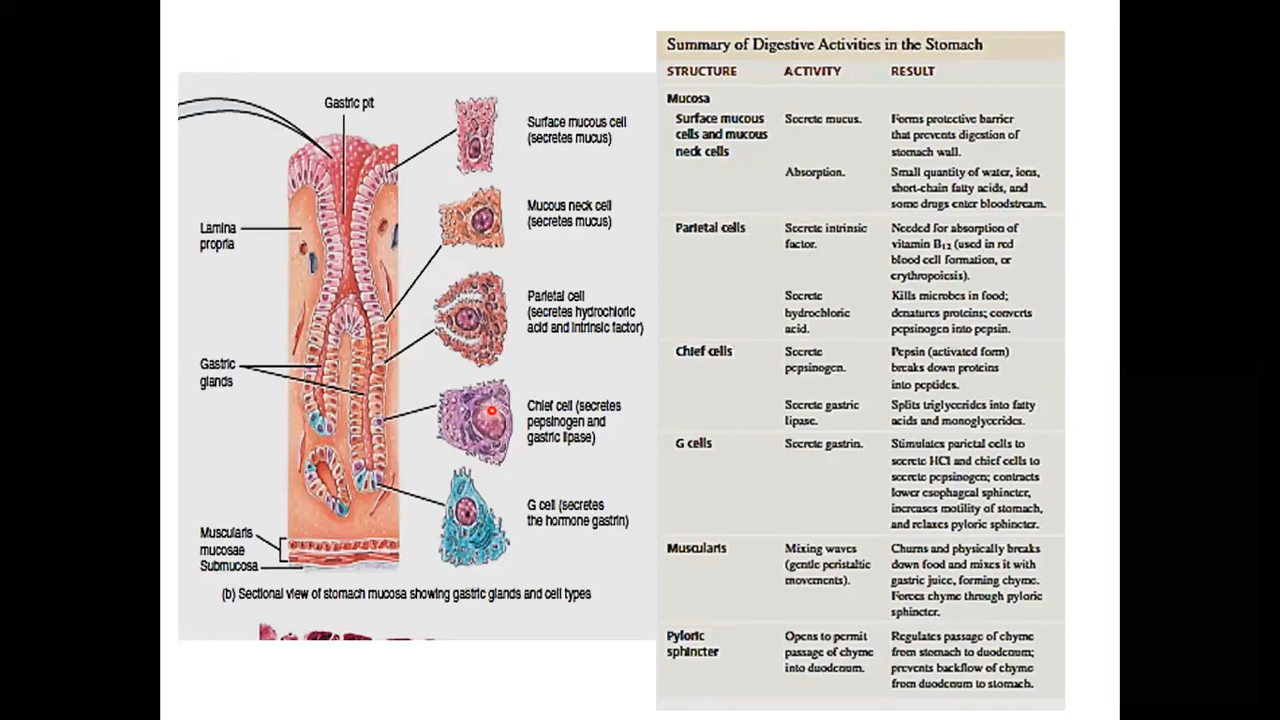 Gastric pit
Surface mucous cell
(secretes mucus)
Mucous neck cell
(secretes mucus)
Lamina
propria
Parietal cell
(secretes hydrochloric
acid and intrinsic factor)
Gastric
glands
Chief cell (secretes
pepsinogen and
gastric lipase)
G cell (secretes
the hormone gastrin)
Muscularis
mucosae
Submucosa
(b) Sectional view of stomach mucosa showing gastric glands and cell types
Summary of Digestive Activities in the Stomach
STRUCTURE ACTIVITY RESULT
Mucosa
Surface mucous Secrete mucus. Forms protective barrier
cells and mucous that prevents digestion of
neck cells stomach wall.
Absorption. Small quantity of water, ions,
short-chain fatty acids, and
some drugs enter bloodstream.
Parietal cells Secrete intrinsic Needed for absorption of
factor. vitamin B12 (used in red
blood cell formation, or
erythropoiesis).
Secrete Kills microbes in food;
hydrochloric denatures proteins; converts
acid. pepsinogen into pepsin.
Chief cells Secrete Pepsin (activated form)
pepsinogen. breaks down proteins
into peptides.
Secrete gastric Splits triglycerides into fatty
lipase. acids and monoglycerides.
G cells Secrete gastrin. Stimulates parietal cells to
secrete HCl and chief cells to
secrete pepsinogen; contracts
lower esophageal sphincter,
increases motility of stomach,
and relaxes pyloric sphincter.
Muscularis Mixing waves Churns and physically breaks
(gentle peristaltic down food and mixes it with
movements). gastric juice, forming chyme.
Forces chyme through pyloric
sphincter.
Pyloric Opens to permit Regulates passage of chyme
sphincter passage of chyme from stomach to duodenum;
into duodenum. prevents backflow of chyme
from duodenum to stomach.